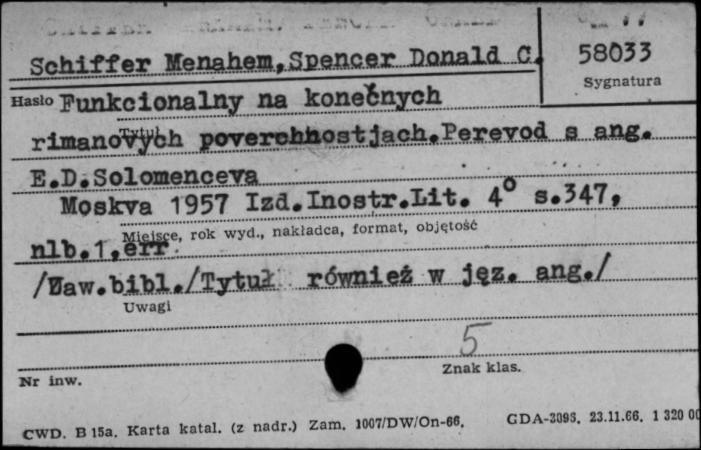 58033
Schiffer Menahem,Spencer Donald C.
Sygnatura
Hasło Funkcionalny na konečnych
Tytuł
rimanovych poverchhostjach.Perevod s ang.
E.D.Solomenceva
Moskva 1957 Izd.Inostr.Lit. 4° s.347,
Miejsce, rok wyd., nakładca, format, objętość
nlb.1,err
/Zaw.bibl./Tytuł również w jęz. ang./
Uwagi
5
Nr inw.
Znak klas.
CWD. B 15a. Karta katal. (z nadr.) Zam. 1007/DW/On-66. GDA-3093. 23.11.66. 1 320 00